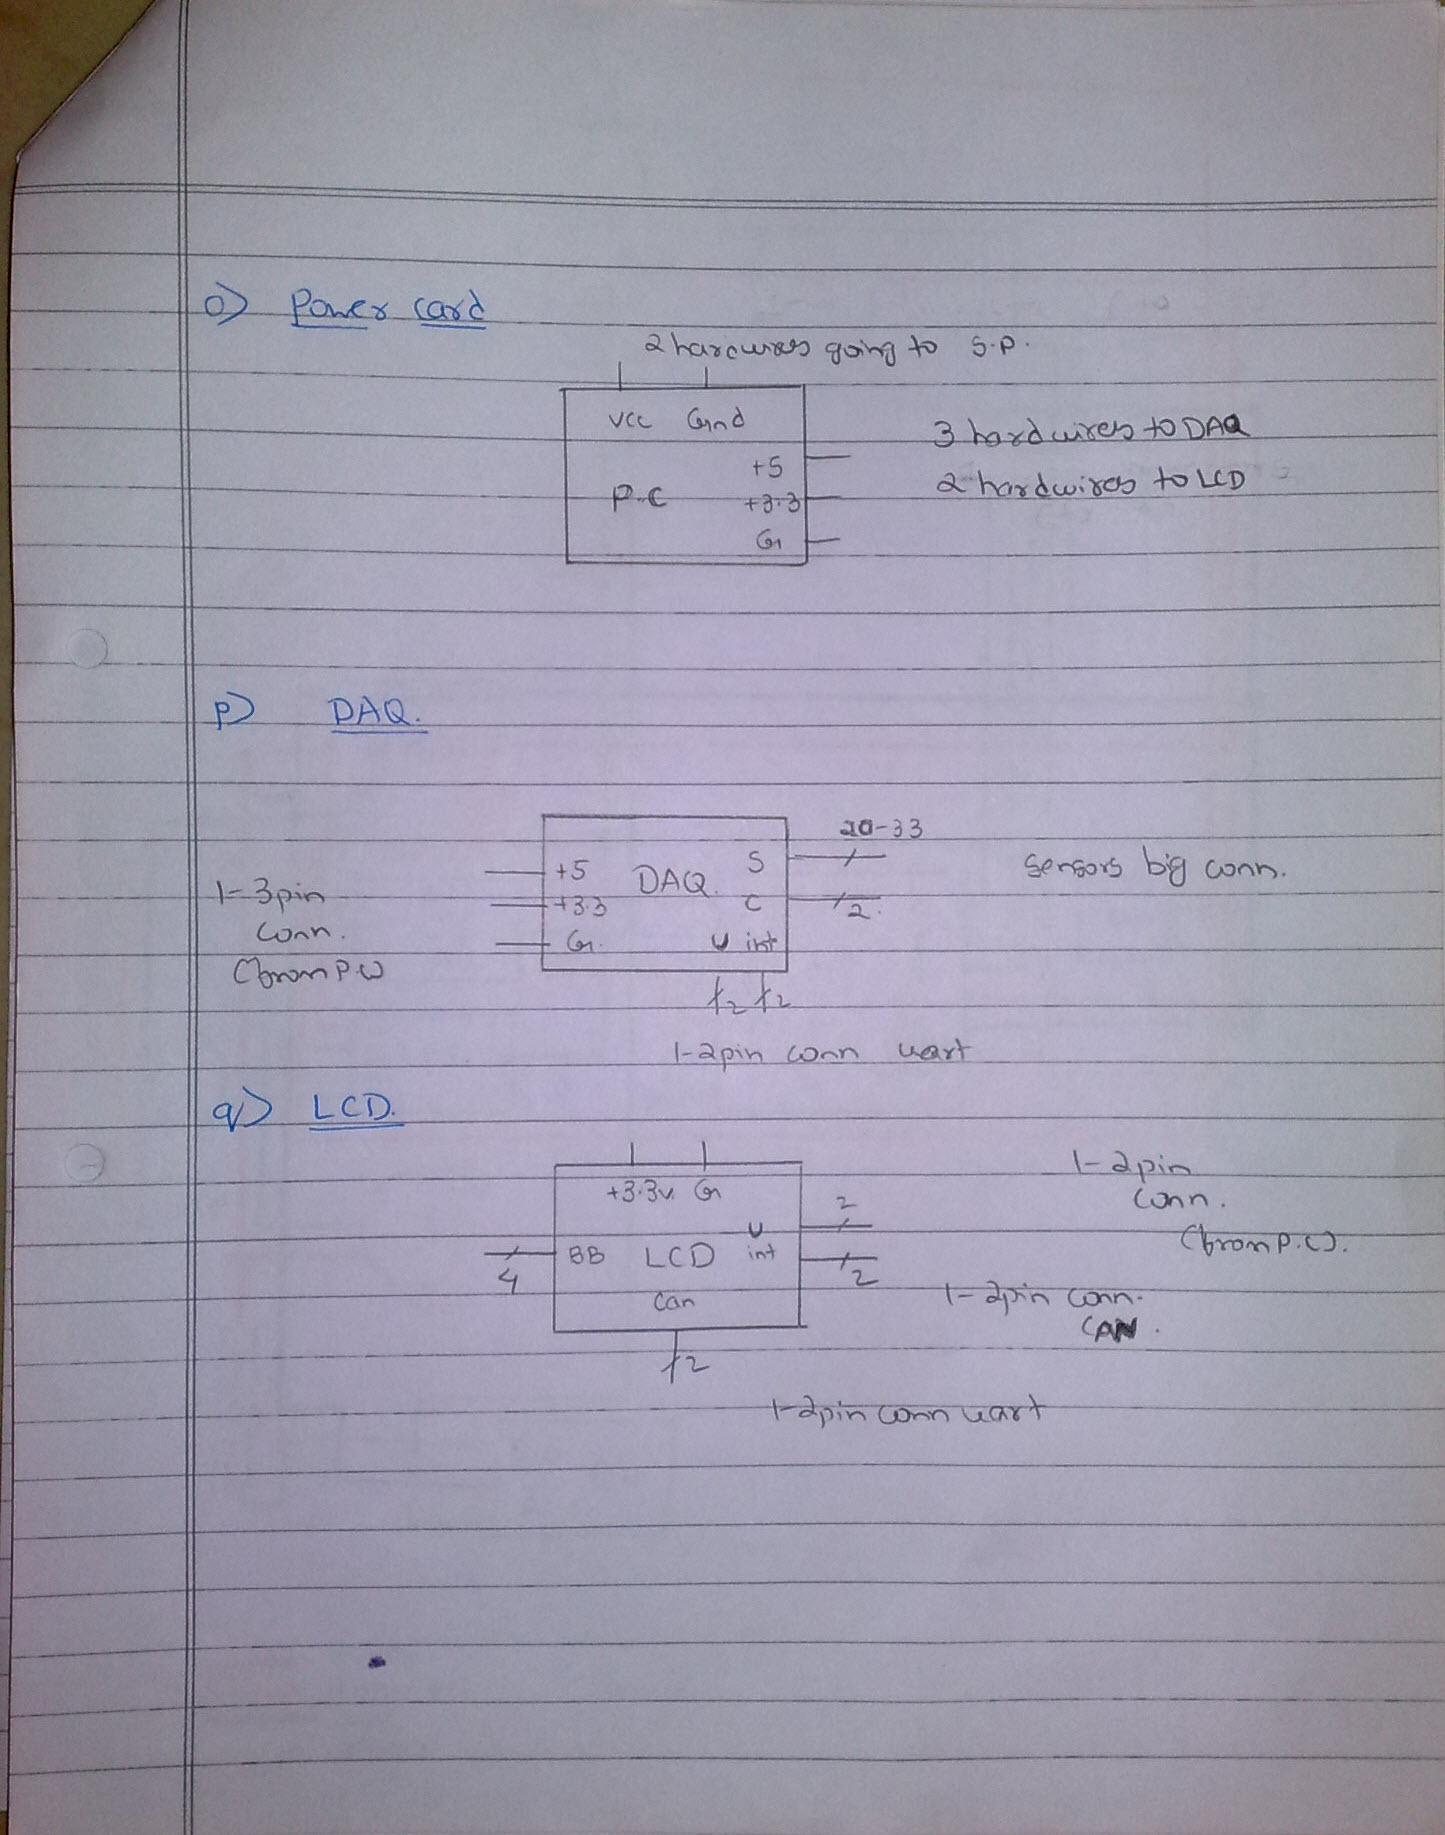 o) Power card
2 hardwires going to S.P.
Vcc Gnd
3 hardwires to DAQ
+5
2 hardwires to LCD
P.C +3.3
G
p) DAQ.
20-33
+5 DAQ. S
sensors big conn.
1-3pin
+3.3 C 2.
conn.
G. U int
(from P.C)
2 2
1-2pin conn uart
q) LCD.
1-2pin
+3.3v. G
2
conn.
U
(from P.C).
BB LCD int
4
2
1-2pin conn.
Can
CAN.
2
1-2pin conn uart